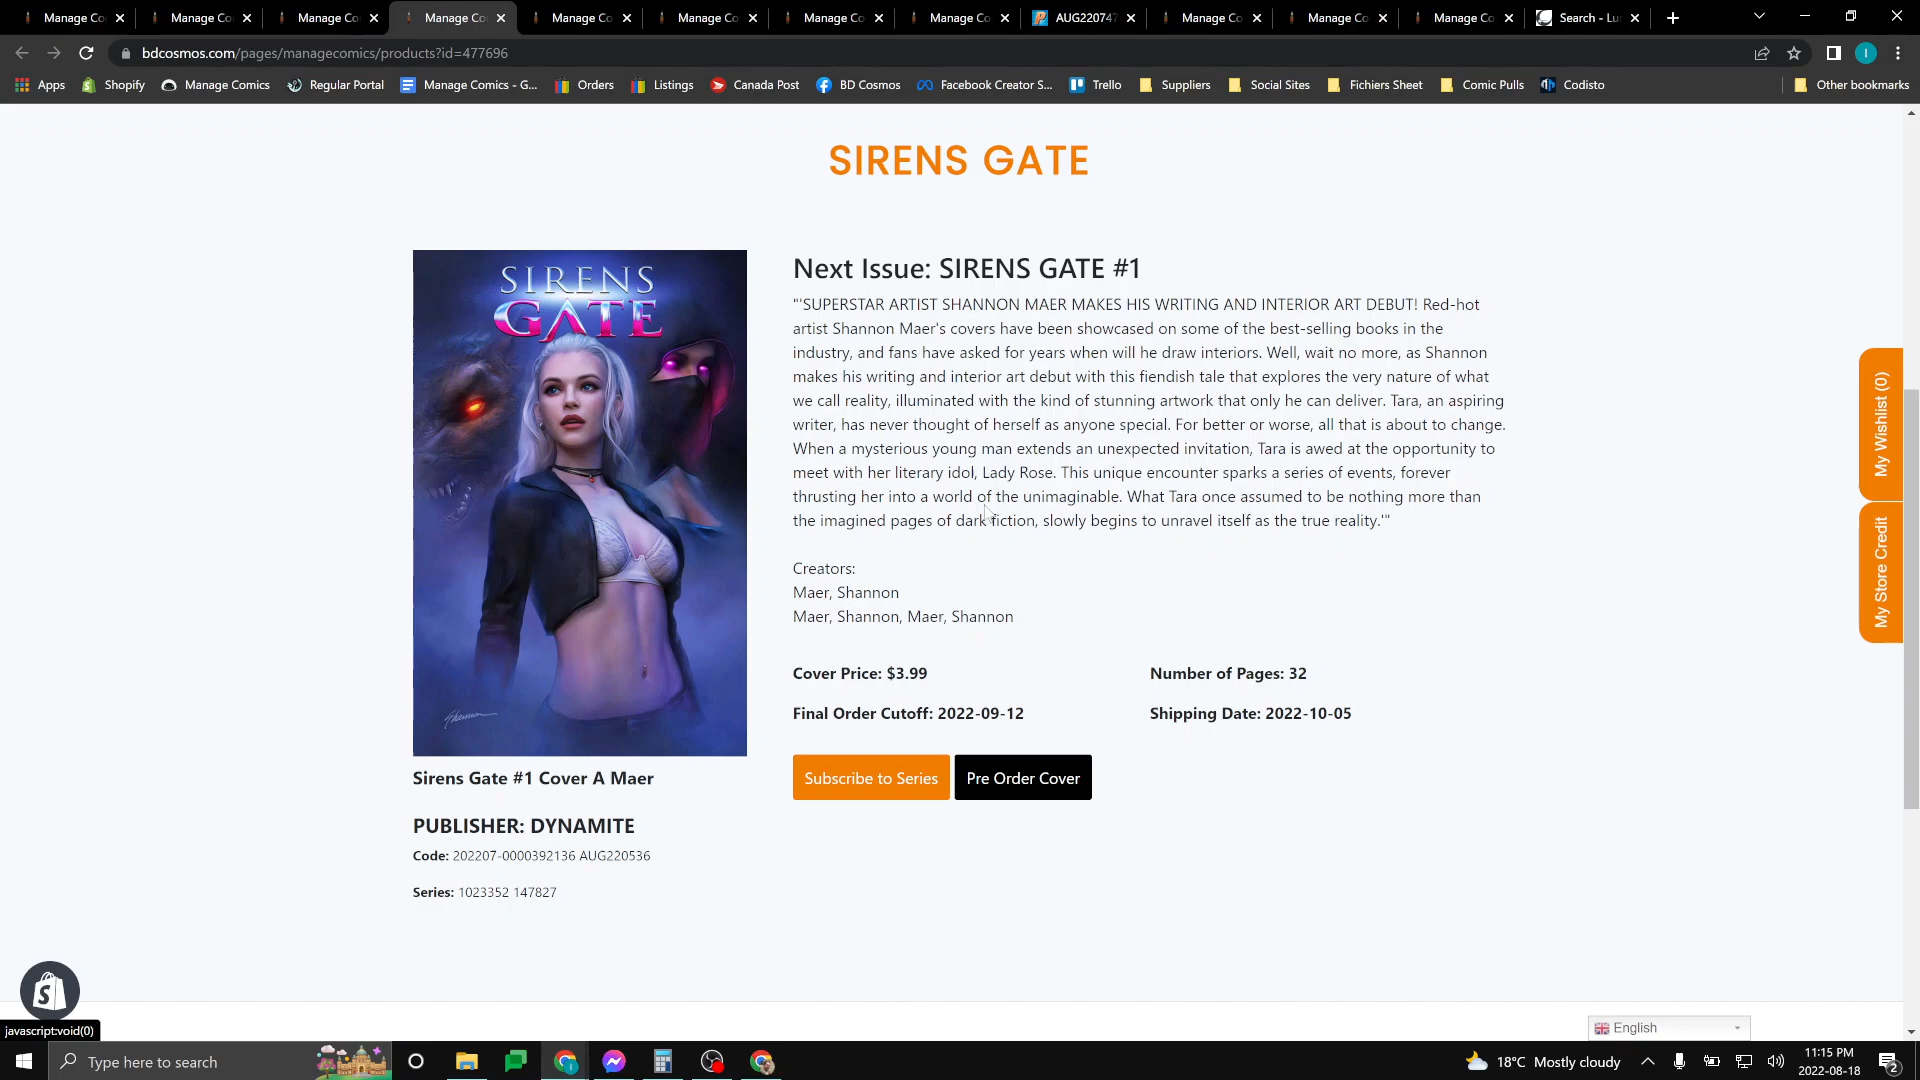 Manage Co
Manage Co
Manage Co
Manage Co
Manage Co
Manage Co
Manage Co
Manage Co
AUG220747
Manage Co
Manage Co
Manage Co
Search - Lu
bdcosmos.com/pages/managecomics/products?id=477696
Apps
Shopify
Manage Comics
Regular Portal
Manage Comics - G...
Orders
Listings
Canada Post
BD Cosmos
Facebook Creator S...
Trello
Suppliers
Social Sites
Fichiers Sheet
Comic Pulls
Codisto
Other bookmarks
SIRENS GATE
SIRENS
GATE
Shannon
Sirens Gate #1 Cover A Maer
PUBLISHER: DYNAMITE
Code: 202207-0000392136 AUG220536
Series: 1023352 147827
Next Issue: SIRENS GATE #1
"'SUPERSTAR ARTIST SHANNON MAER MAKES HIS WRITING AND INTERIOR ART DEBUT! Red-hot
artist Shannon Maer's covers have been showcased on some of the best-selling books in the
industry, and fans have asked for years when will he draw interiors. Well, wait no more, as Shannon
makes his writing and interior art debut with this fiendish tale that explores the very nature of what
we call reality, illuminated with the kind of stunning artwork that only he can deliver. Tara, an aspiring
writer, has never thought of herself as anyone special. For better or worse, all that is about to change.
When a mysterious young man extends an unexpected invitation, Tara is awed at the opportunity to
meet with her literary idol, Lady Rose. This unique encounter sparks a series of events, forever
thrusting her into a world of the unimaginable. What Tara once assumed to be nothing more than
the imagined pages of dark fiction, slowly begins to unravel itself as the true reality.'"
Creators:
Maer, Shannon
Maer, Shannon, Maer, Shannon
Cover Price: $3.99
Number of Pages: 32
Final Order Cutoff: 2022-09-12
Shipping Date: 2022-10-05
Subscribe to Series
Pre Order Cover
My Wishlist (0)
My Store Credit
English
javascript:void(0)
Type here to search
18°C Mostly cloudy
11:15 PM
2022-08-18
2